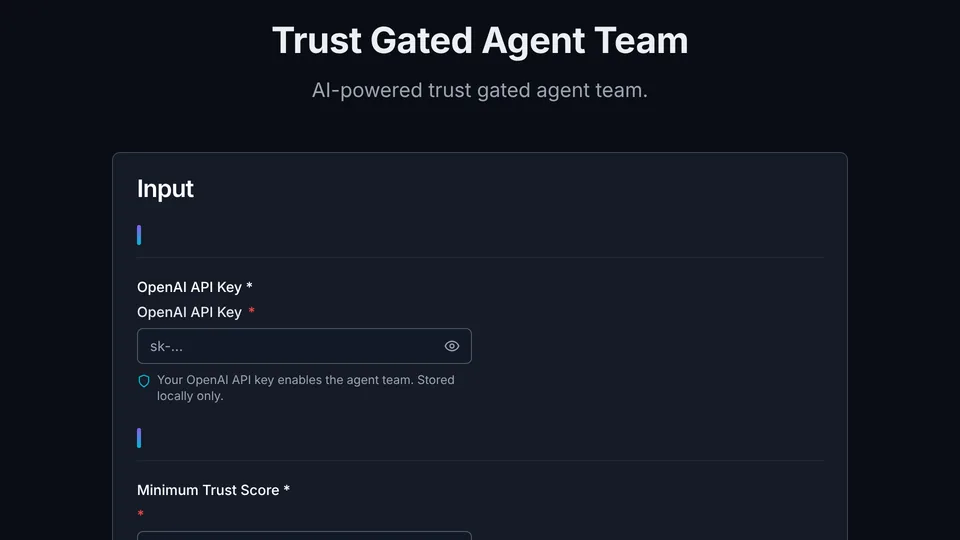 Trust Gated Agent Team
AI-powered trust gated agent team.
Input
OpenAI API Key *
OpenAI API Key *
sk-...
Your OpenAI API key enables the agent team. Stored
locally only.
Minimum Trust Score *
*